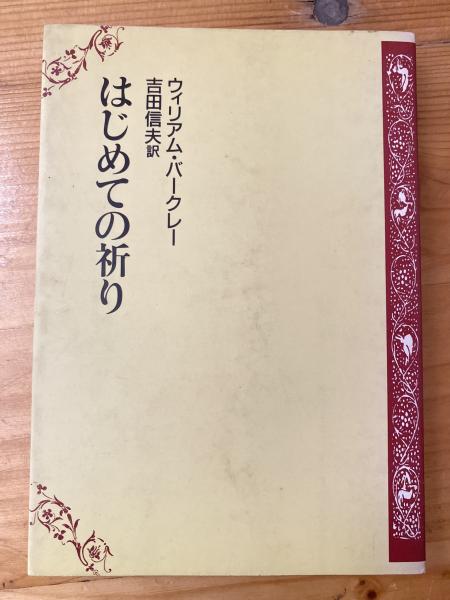 ウィリアム・バークレー
吉田信夫訳
はじめての祈り